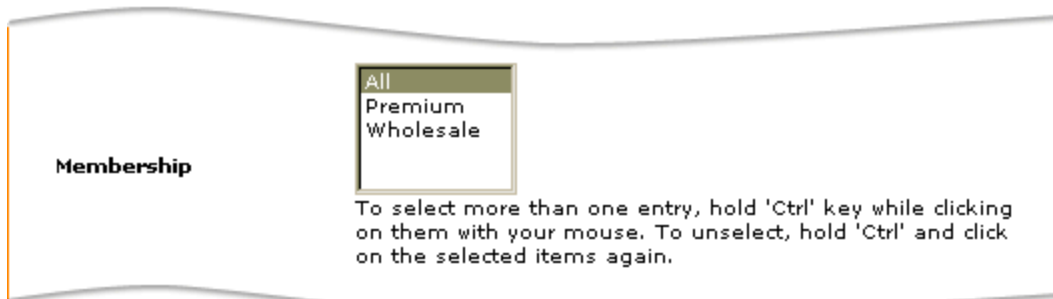 All
Premium
Wholesale
Membership
To select more than one entry, hold 'Ctrl' key while clicking
on them with your mouse. To unselect, hold 'Ctrl' and click
on the selected items again.